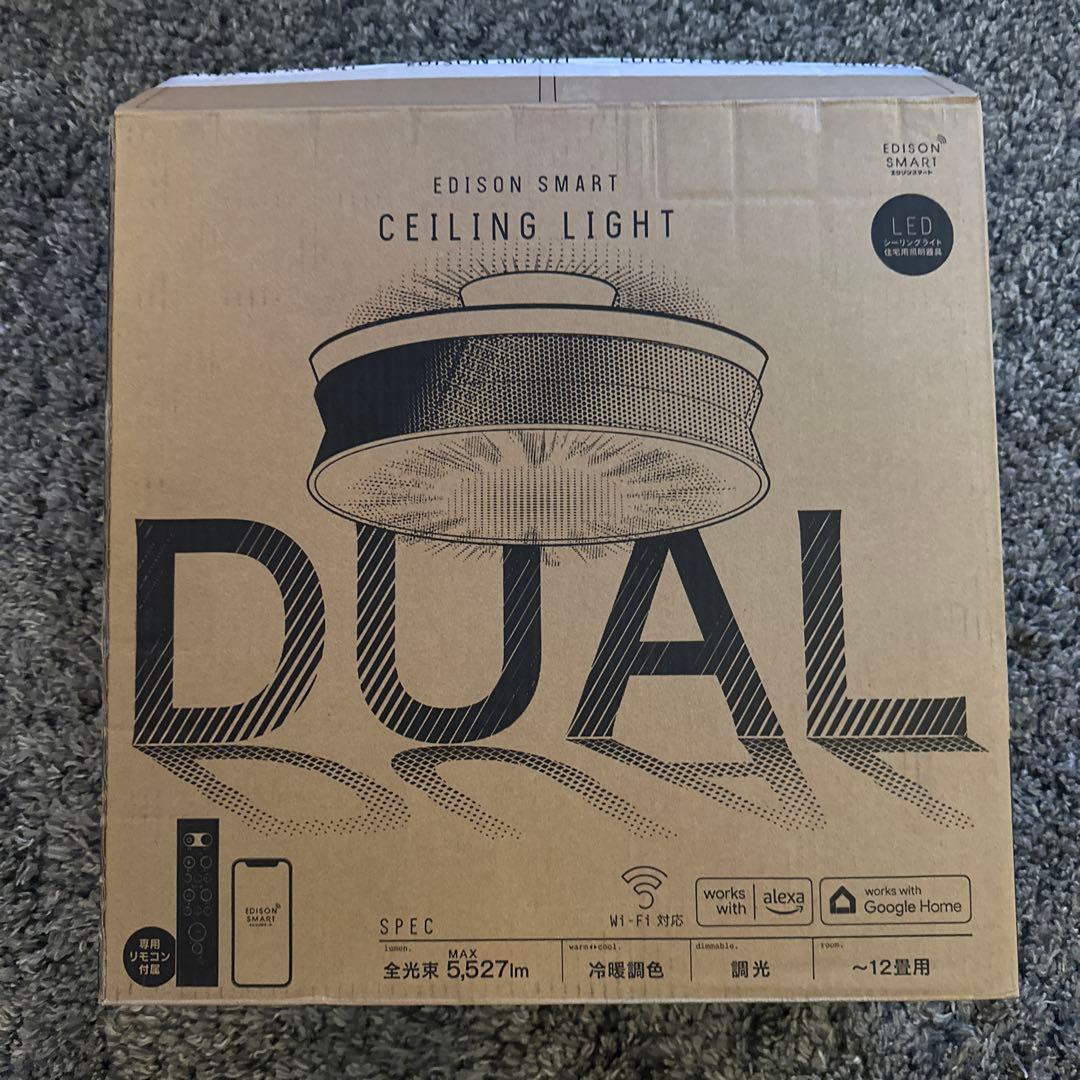 EDISON SMART
EDISON SMART
エジソンスマート
EDISON SMART
CEILING LIGHT
LED
シーリングライト
住宅用照明器具
DUAL
専用
リモコン
付属
EDISON
SMART
Wi-Fi 対応
works with alexa
works with Google Home
SPEC
lumen.
全光束 MAX 5,527lm
warm↔cool.
冷暖調色
dimmable.
調光
room.
～12畳用